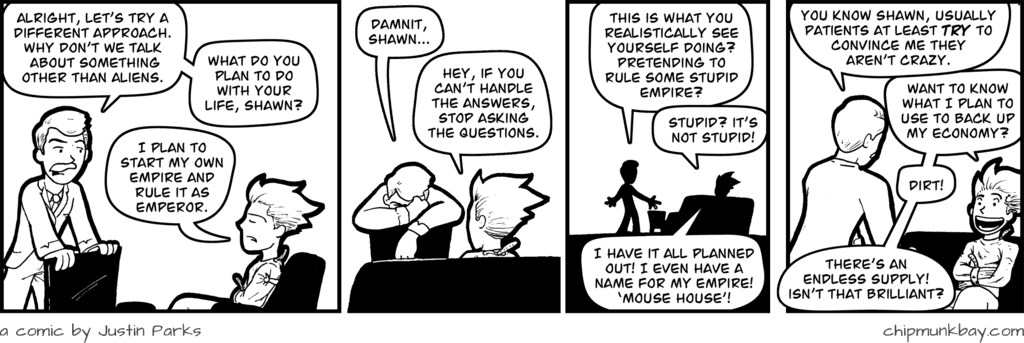 ALRIGHT, LET'S TRY A
DIFFERENT APPROACH.
WHY DON'T WE TALK
ABOUT SOMETHING
OTHER THAN ALIENS.
WHAT DO YOU
PLAN TO DO
WITH YOUR
LIFE, SHAWN?
I PLAN TO
START MY OWN
EMPIRE AND
RULE IT AS
EMPEROR.
DAMNIT,
SHAWN...
HEY, IF YOU
CAN'T HANDLE
THE ANSWERS,
STOP ASKING
THE QUESTIONS.
THIS IS WHAT YOU
REALISTICALLY SEE
YOURSELF DOING?
PRETENDING TO
RULE SOME STUPID
EMPIRE?
STUPID? IT'S
NOT STUPID!
I HAVE IT ALL PLANNED
OUT! I EVEN HAVE A
NAME FOR MY EMPIRE!
'MOUSE HOUSE'!
YOU KNOW SHAWN, USUALLY
PATIENTS AT LEAST TRY TO
CONVINCE ME THEY
AREN'T CRAZY.
WANT TO KNOW
WHAT I PLAN TO
USE TO BACK UP
MY ECONOMY?
DIRT!
THERE'S AN
ENDLESS SUPPLY!
ISN'T THAT BRILLIANT?
a comic by Justin Parks
chipmunkbay.com